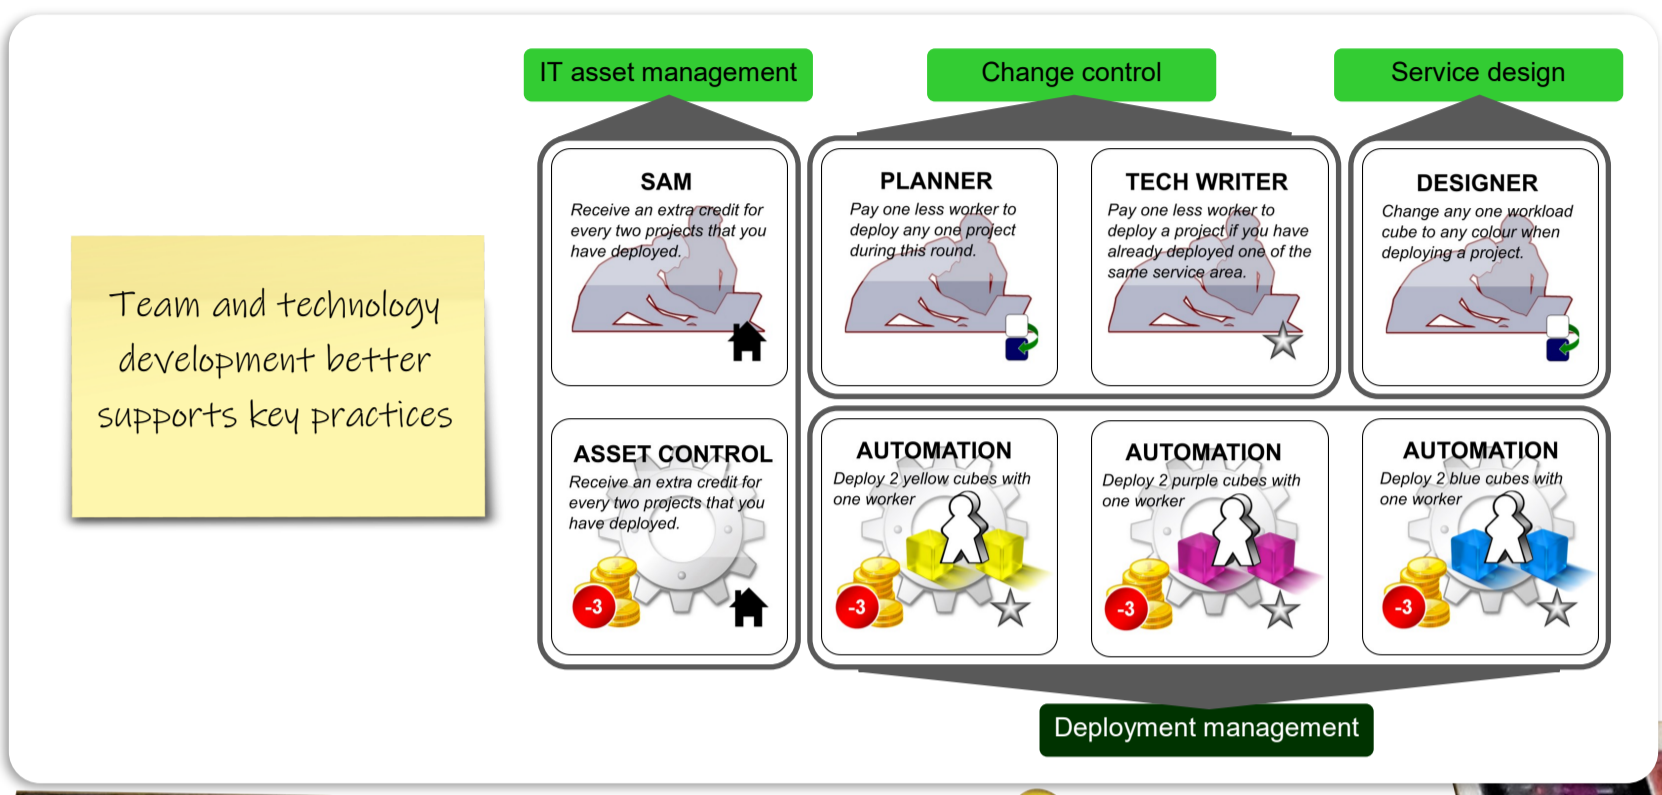 IT asset management
Change control
Service design
Team and technology
development better
supports key practices
SAM
Receive an extra credit for
every two projects that you
have deployed.
PLANNER
Pay one less worker to
deploy any one project
during this round.
TECH WRITER
Pay one less worker to
deploy a project if you have
already deployed one of the
same service area.
DESIGNER
Change any one workload
cube to any colour when
deploying a project.
ASSET CONTROL
Receive an extra credit for
every two projects that you
have deployed.
-3
AUTOMATION
Deploy 2 yellow cubes with
one worker
-3
AUTOMATION
Deploy 2 purple cubes with
one worker
-3
AUTOMATION
Deploy 2 blue cubes with
one worker
-3
Deployment management